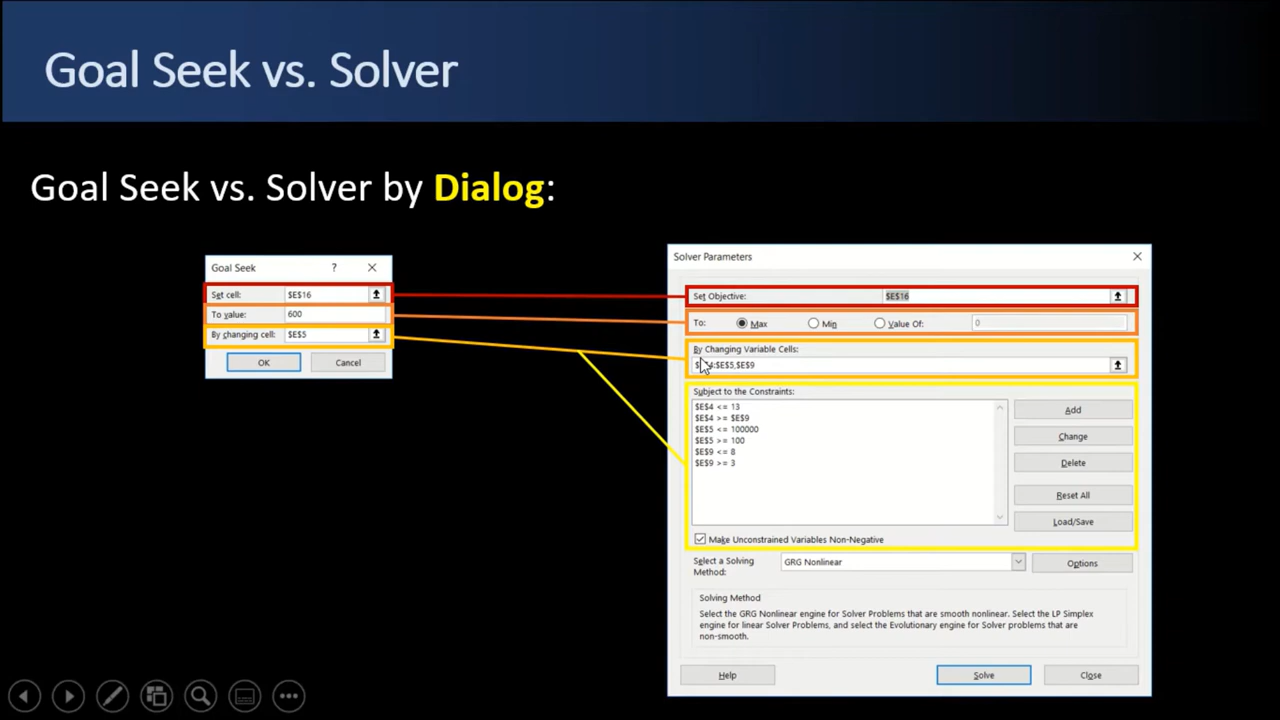 Goal Seek vs. Solver
Goal Seek vs. Solver by Dialog:
Goal Seek
?
Set cell: $E$16
To value: 600
By changing cell: $E$5
OK Cancel
Solver Parameters
Set Objective: $E$16
To: Max Min Value Of: 0
By Changing Variable Cells:
$E$5,$E$9
Subject to the Constraints:
$E$4 <= 13
$E$4 >= $E$9
$E$5 <= 100000
$E$5 >= 100
$E$9 <= 8
$E$9 >= 3
Add
Change
Delete
Reset All
Load/Save
Make Unconstrained Variables Non-Negative
Select a Solving
Method:
GRG Nonlinear
Options
Solving Method
Select the GRG Nonlinear engine for Solver Problems that are smooth nonlinear. Select the LP Simplex
engine for linear Solver Problems, and select the Evolutionary engine for Solver problems that are
non-smooth.
Help Solve Close